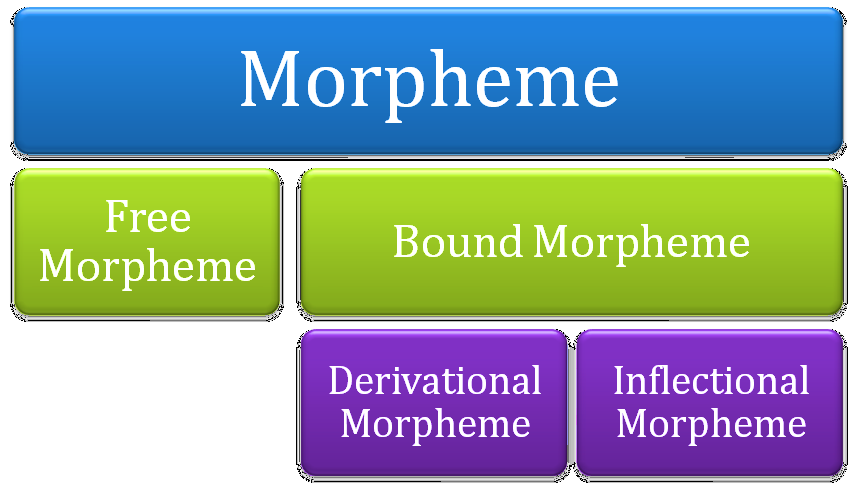 Morpheme
Free
Morpheme
Bound Morpheme
Derivational
Morpheme
Inflectional
Morpheme